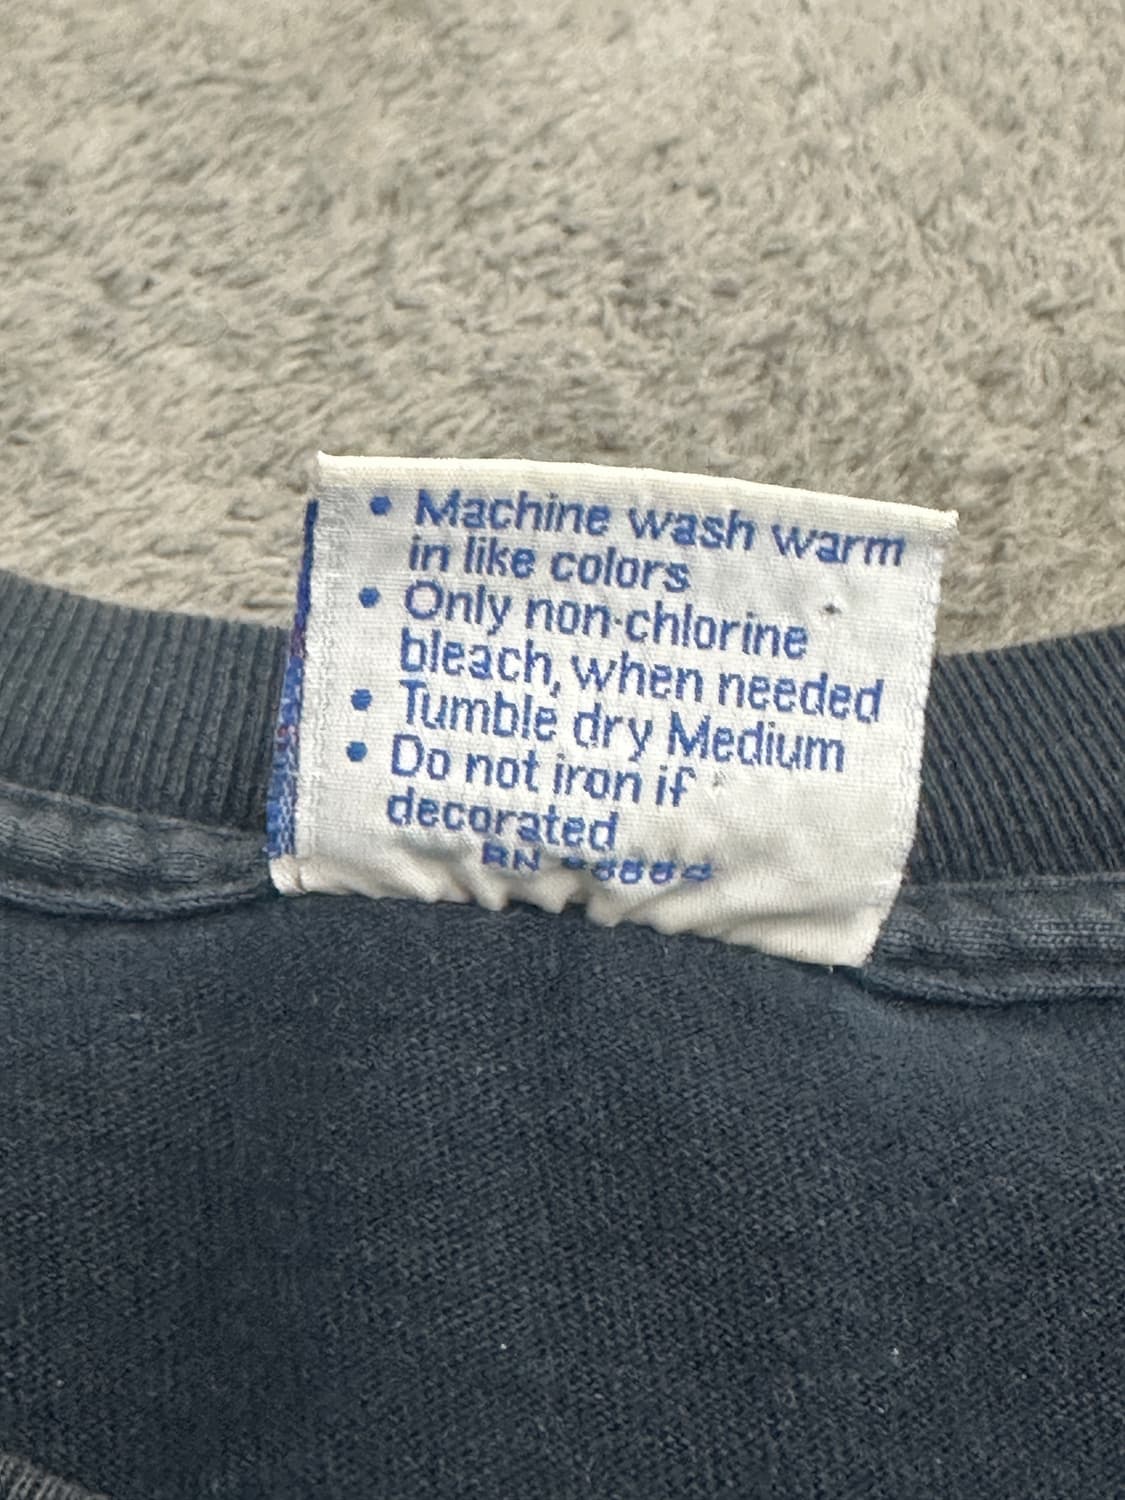 • Machine wash warm
in like colors
• Only non-chlorine
bleach, when needed
• Tumble dry Medium
• Do not iron if
decorated
RN